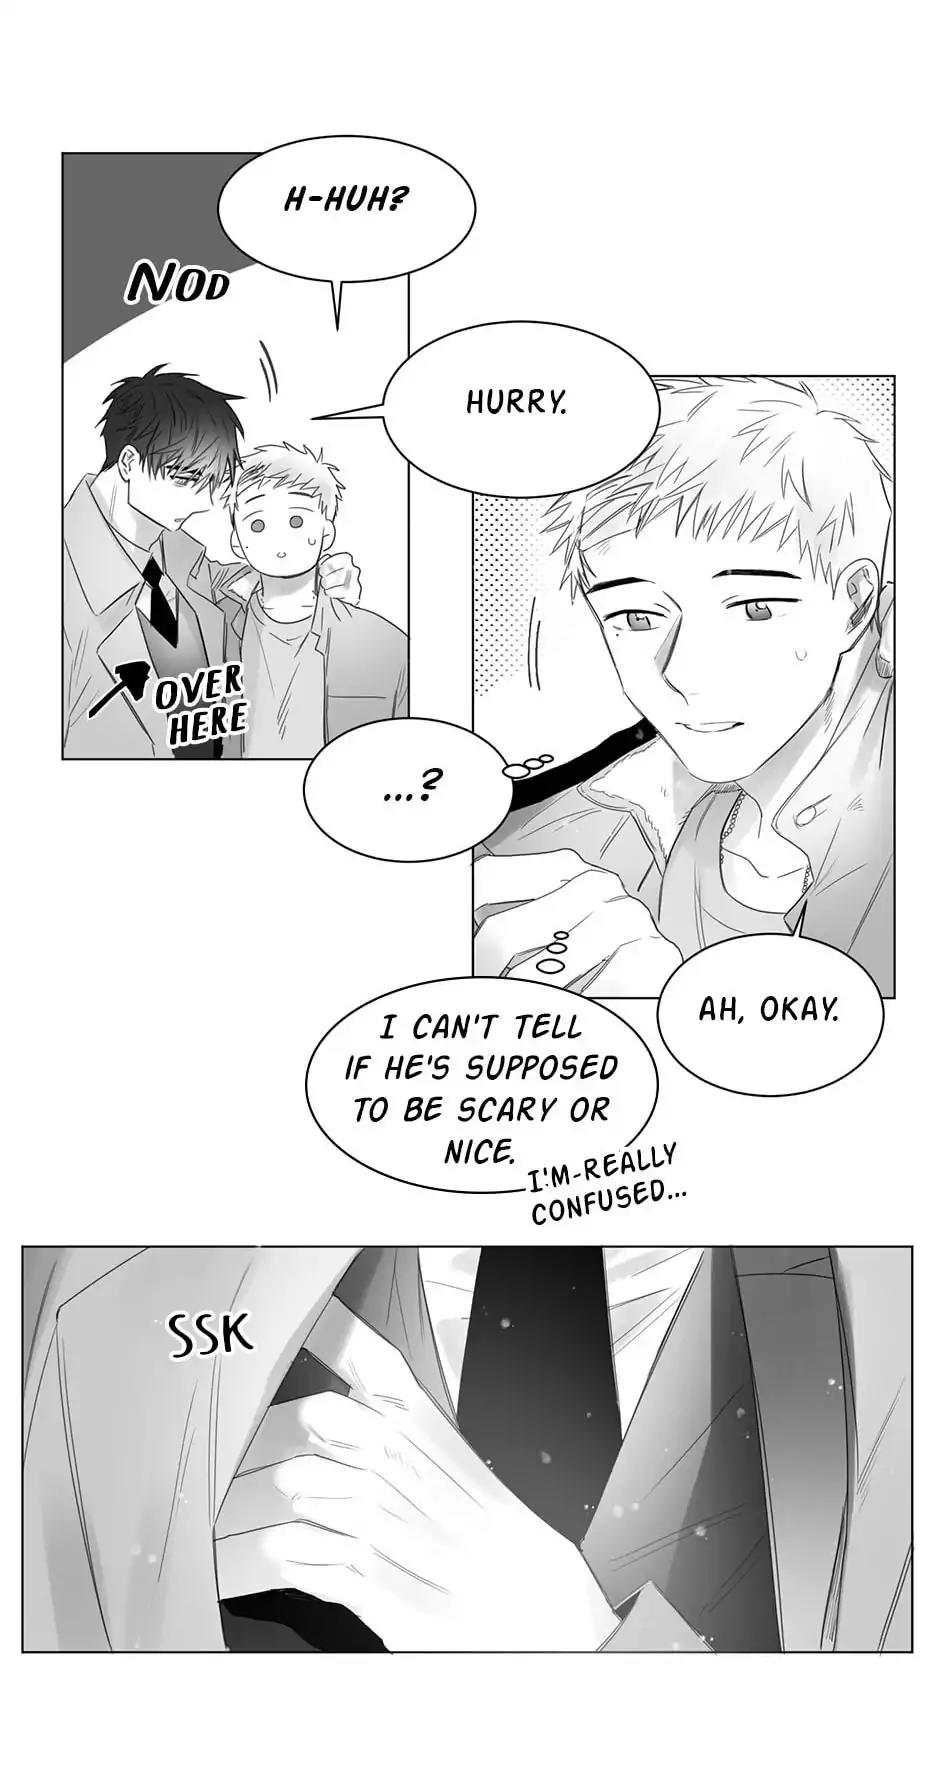 H-HUH?
NOD
HURRY.
OVER
HERE
...?
AH, OKAY.
I CAN'T TELL
IF HE'S SUPPOSED
TO BE SCARY OR
NICE.
I'M-REALLY
CONFUSED...
SSK